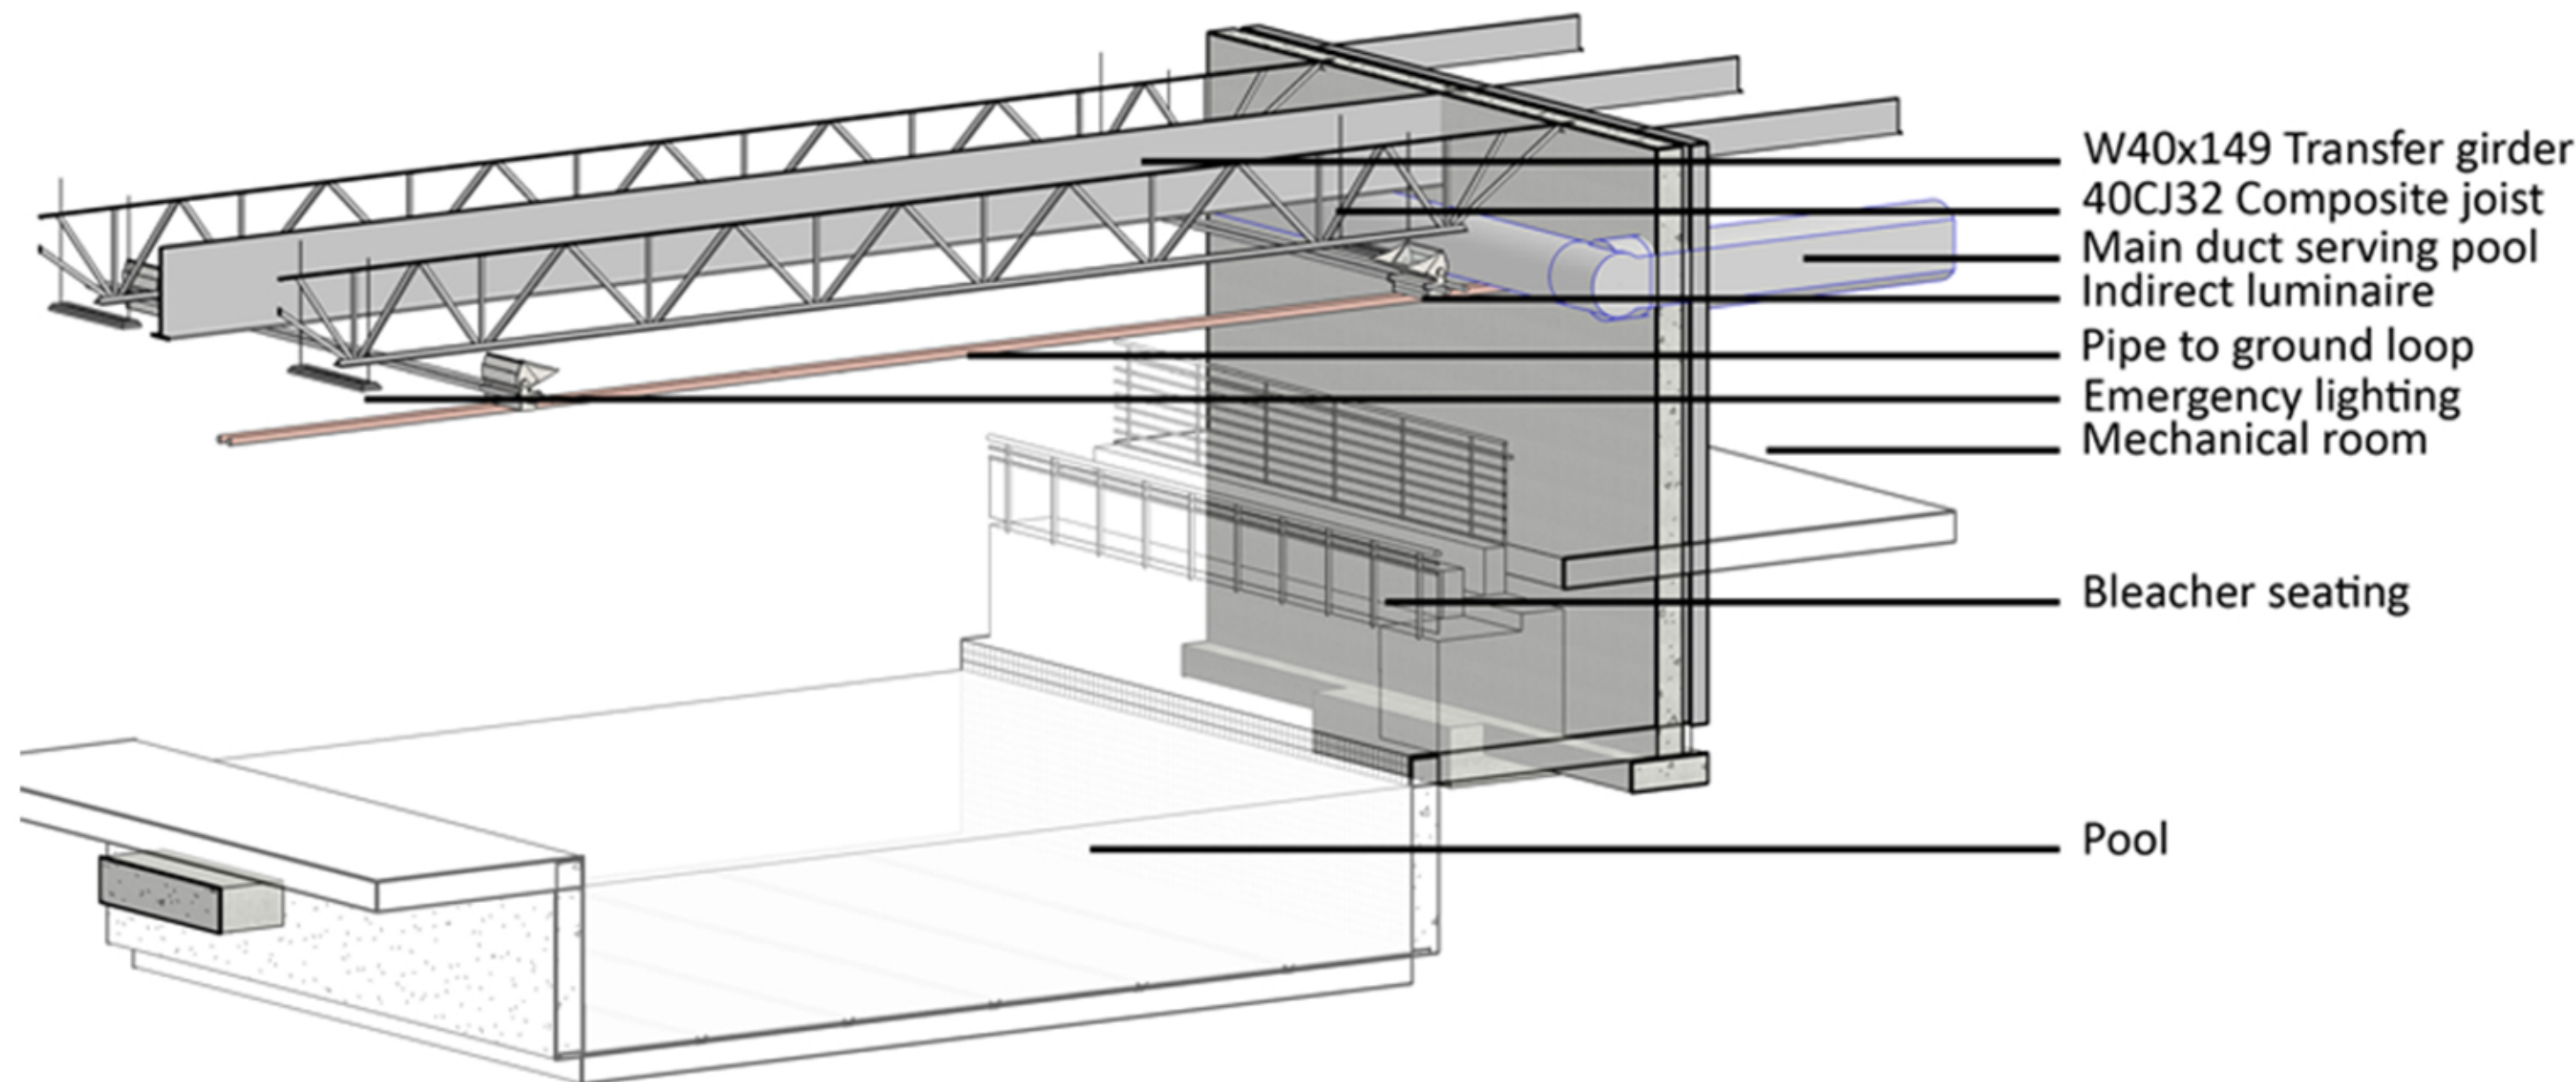 W40x149 Transfer girder
40CJ32 Composite joist
Main duct serving pool
Indirect luminaire
Pipe to ground loop
Emergency lighting
Mechanical room
Bleacher seating
Pool